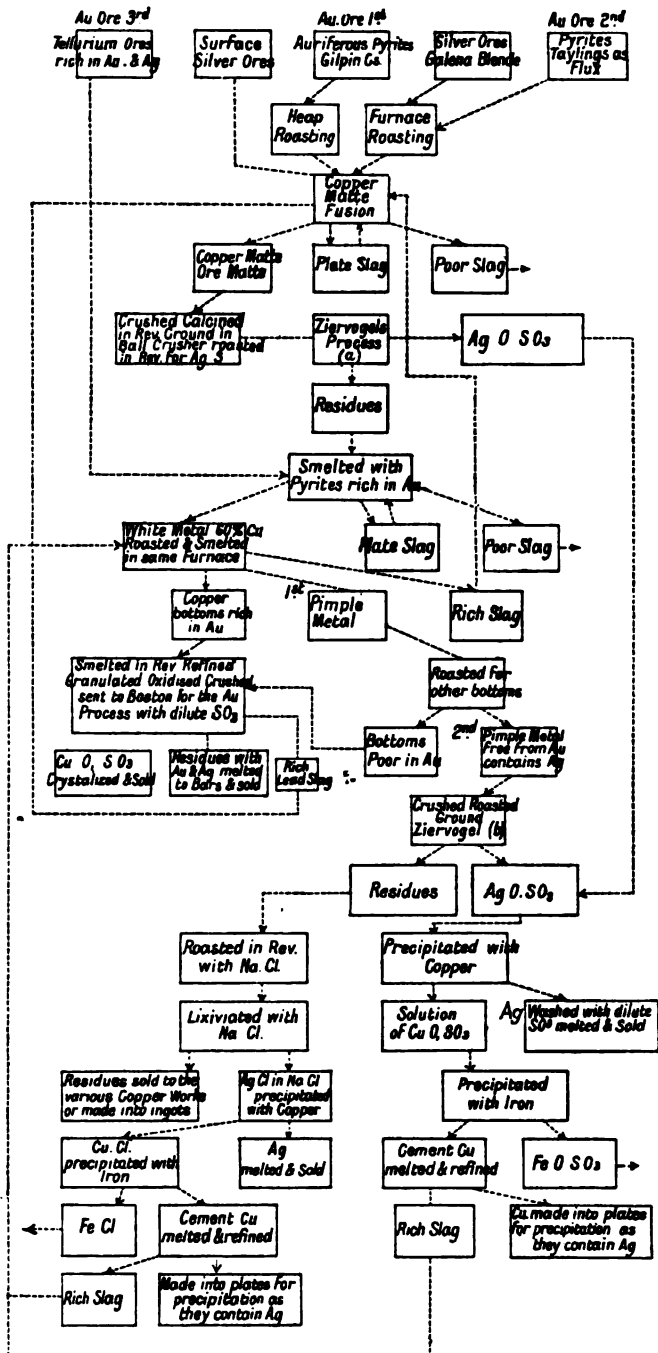 Au Ore 3rd
Tellurium Ores
rich in Au. & Ag
Surface
Silver Ores
Au. Ore 1st
Auriferous Pyrites
Gilpin Co.
Silver Ores
Galena Blende
Au Ore 2nd
Pyrites
Taylings as
Flux
Heap
Roasting
Furnace
Roasting
Copper
Matte
Fusion
Copper Matte
Ore Matte
Plate Slag
Poor Slag
Crushed Calcined
in Rev. Ground in
Ball Crusher roasted
in Rev. For Ag S
Ziervogels
Process
(a)
Ag O SO3
Residues
Smelted with
Pyrites rich in Au
White Metal 60% Cu
Roasted & Smelted
in same Furnace
Plate Slag
Poor Slag
Copper
bottoms rich
in Au
1st
Pimple
Metal
Rich Slag
Smelted in Rev Refined
Granulated Oxidised Crushed
sent to Boston for the Au
Process with dilute SO3
Roasted For
other bottoms
Cu O, SO3
Crystalized & Sold
Residues with
Au & Ag melted
to Bars & sold
Rich
Lead Slag
Bottoms
Poor in Au
2nd
Pimple Metal
Free From Au
contains Ag
Crushed Roasted
Ground
Ziervogel (b)
Residues
Ag O. SO3
Roasted in Rev.
with Na. Cl.
Precipitated with
Copper
Lixiviated with
Na Cl.
Solution
of Cu O, SO3
Ag Washed with dilute
SO3 melted & Sold
Residues sold to the
various Copper Works
or made into ingots
Ag Cl in Na Cl
precipitated
with Copper
Precipitated
with Iron
Cu. Cl.
precipitated with
Iron
Ag
melted & Sold
Cement Cu
melted & refined
Fe O SO3
Fe Cl
Cement Cu
melted & refined
Rich Slag
Cu. made into plates
For precipitation as
they contain Ag
Rich Slag
Made into plates For
precipitation as
they contain Ag